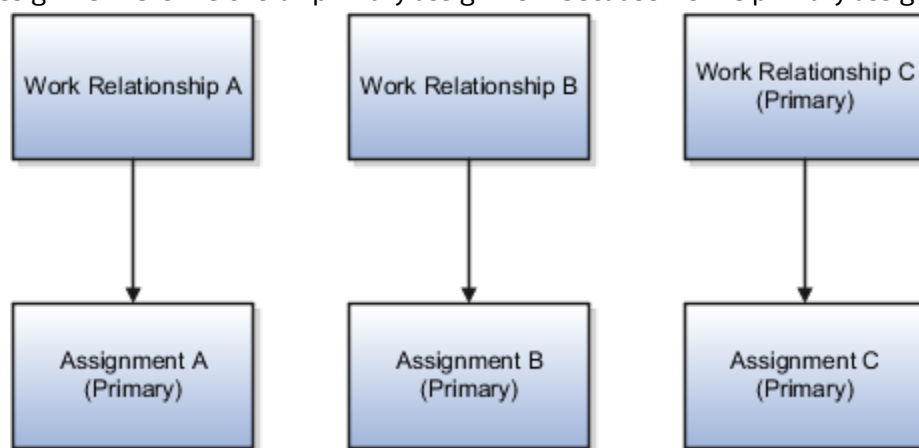 Work Relationship A
Work Relationship B
Work Relationship C
(Primary)
Assignment A
(Primary)
Assignment B
(Primary)
Assignment C
(Primary)